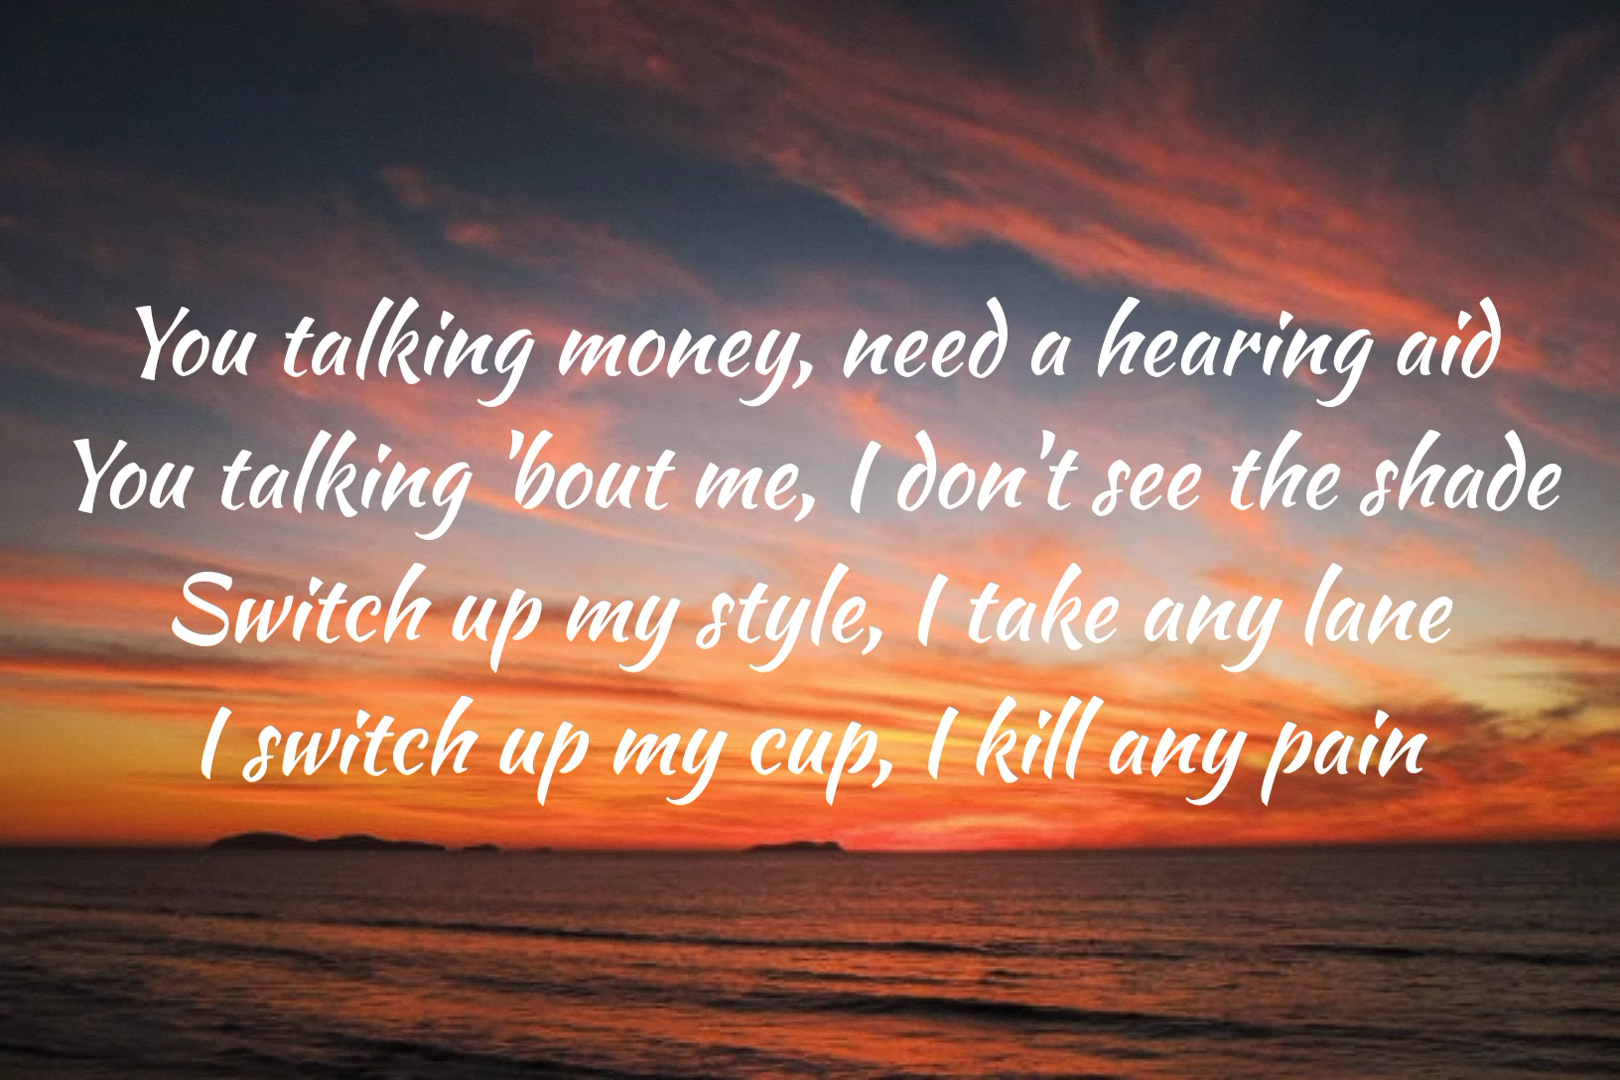 You talking money, need a hearing aid
You talking 'bout me, I don't see the shade
Switch up my style, I take any lane
I switch up my cup, I kill any pain